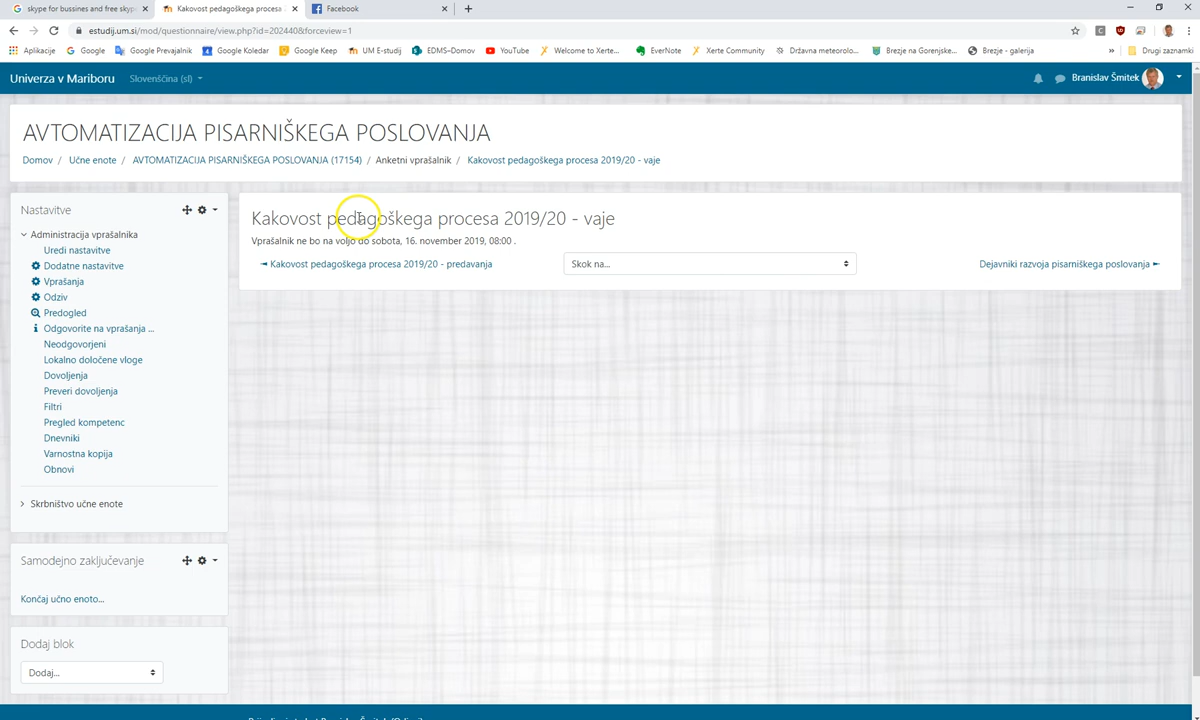 skype for bussines and free skyp
Kakovost pedagoškega procesa
Facebook
estudij.um.si/mod/questionnaire/view.php?id=202440&forceview=1
Aplikacije
Google
Google Prevajalnik
Google Koledar
Google Keep
UM E-študij
EDMS–Domov
YouTube
Welcome to Xerte...
EverNote
Xerte Community
Državna meteorolo...
Brezje na Gorenjske...
Brezje - galerija
»
Drugi zaznamki
Univerza v Mariboru
Slovenščina (sl)
Branislav Šmitek
AVTOMATIZACIJA PISARNIŠKEGA POSLOVANJA
Domov / Učne enote / AVTOMATIZACIJA PISARNIŠKEGA POSLOVANJA (17154) / Anketni vprašalnik / Kakovost pedagoškega procesa 2019/20 - vaje
Nastavitve
Administracija vprašalnika
Uredi nastavitve
Dodatne nastavitve
Vprašanja
Odziv
Predogled
Odgovorite na vprašanja ...
Neodgovorjeni
Lokalno določene vloge
Dovoljenja
Preveri dovoljenja
Filtri
Pregled kompetenc
Dnevniki
Varnostna kopija
Obnovi
Skrbništvo učne enote
Samodejno zaključevanje
Končaj učno enoto...
Dodaj blok
Dodaj...
Kakovost pedagoškega procesa 2019/20 - vaje
Vprašalnik ne bo na voljo do sobota, 16. november 2019, 08:00 .
◄ Kakovost pedagoškega procesa 2019/20 - predavanja
Skok na...
Dejavniki razvoja pisarniškega poslovanja ►